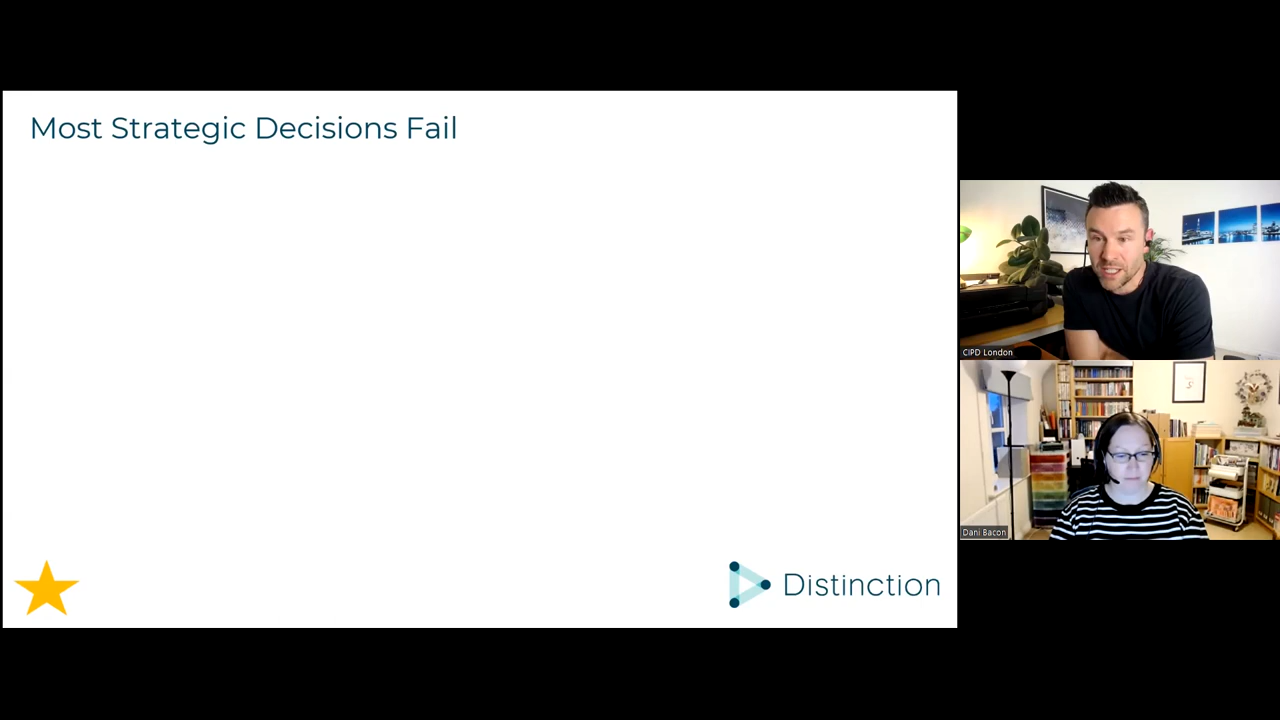 Most Strategic Decisions Fail
Distinction
CIPD London
Dani Bacon